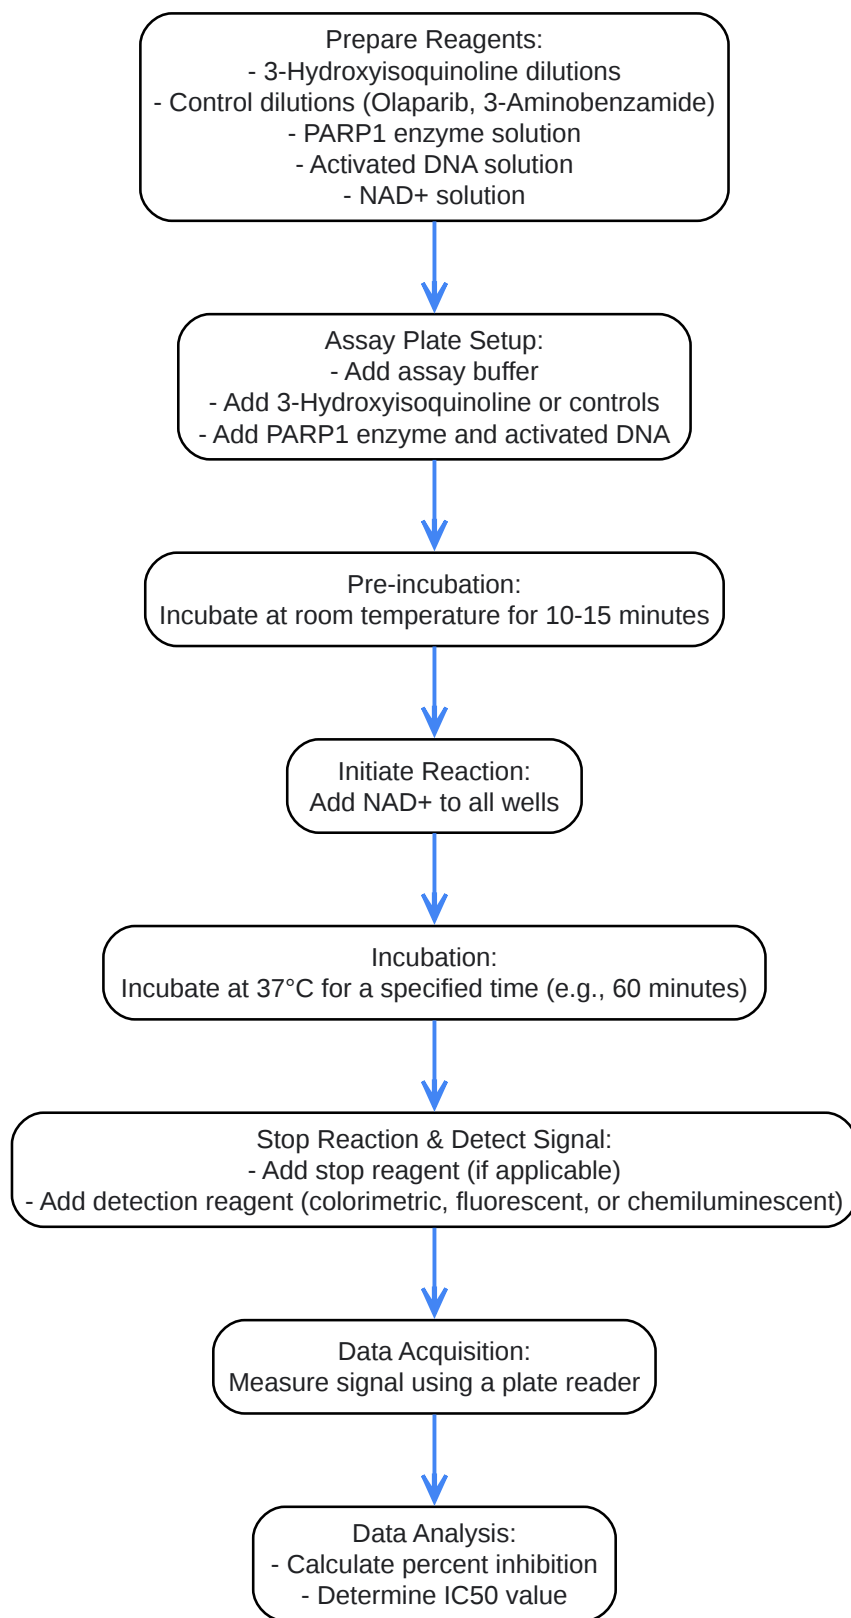 Prepare Reagents:
- 3-Hydroxyisoquinoline dilutions
- Control dilutions (Olaparib, 3-Aminobenzamide)
- PARP1 enzyme solution
- Activated DNA solution
- NAD+ solution
Assay Plate Setup:
- Add assay buffer
- Add 3-Hydroxyisoquinoline or controls
- Add PARP1 enzyme and activated DNA
Pre-incubation:
Incubate at room temperature for 10-15 minutes
Initiate Reaction:
Add NAD+ to all wells
Incubation:
Incubate at 37°C for a specified time (e.g., 60 minutes)
Stop Reaction & Detect Signal:
- Add stop reagent (if applicable)
- Add detection reagent (colorimetric, fluorescent, or chemiluminescent)
Data Acquisition:
Measure signal using a plate reader
Data Analysis:
- Calculate percent inhibition
- Determine IC50 value